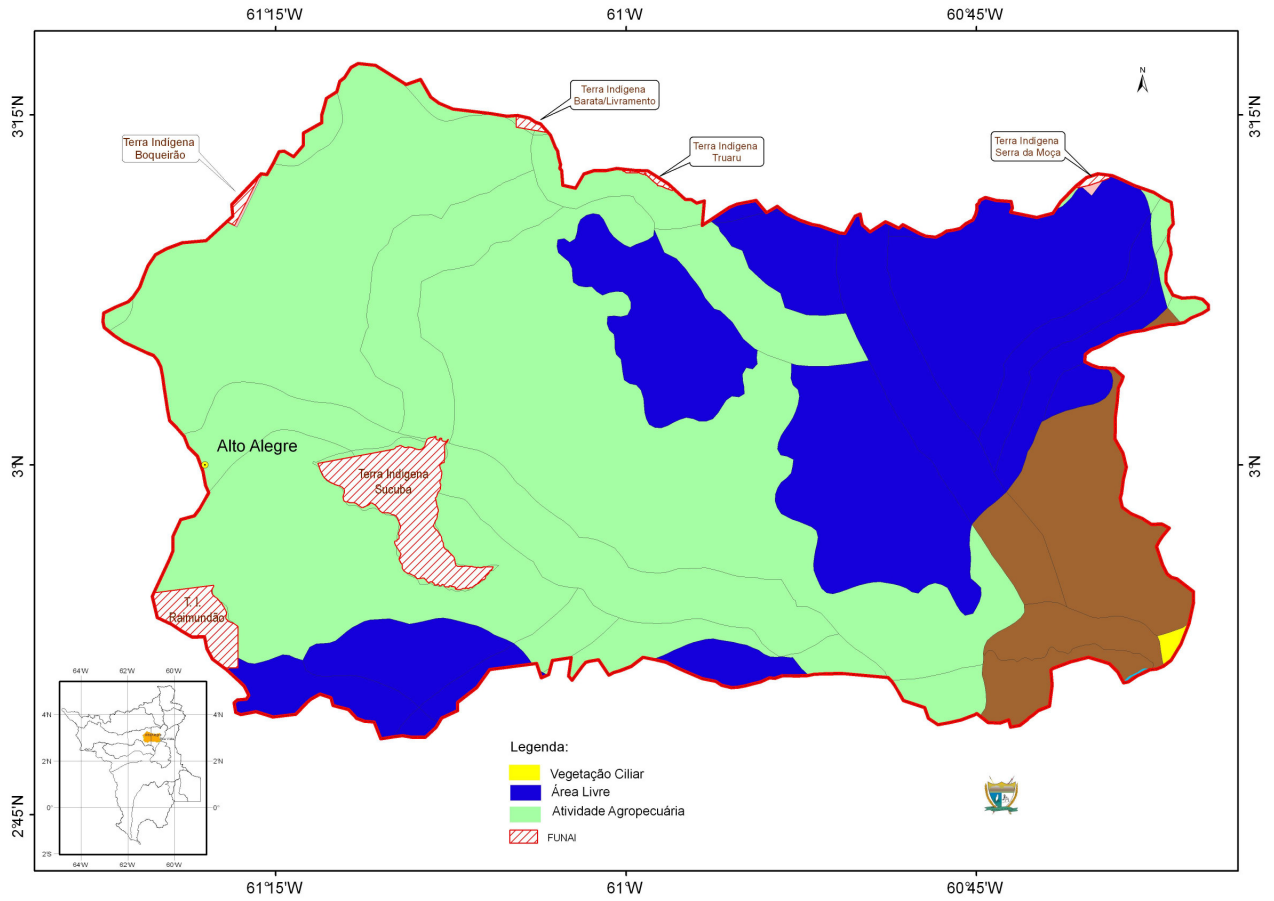 61°15'W 61°W 60°45'W
3°15'N 3°15'N
N
Terra Indigena
Barata/Livramento
Terra Indígena
Boqueirão
Terra Indigena
Truaru
Terra Indigena
Serra da Moça
Alto Alegre
3°N 3°N
Terra Indígena
Sucuba
T. I.
Raimundão
64°W 62°W 60°W
4°N 4°N
2°N 2°N
0° 0°
2°S
64°W 62°W 60°W
Legenda:
Vegetação Ciliar
Área Livre
Atividade Agropecuária
FUNAI
2°45'N 2°45'N
61°15'W 61°W 60°45'W